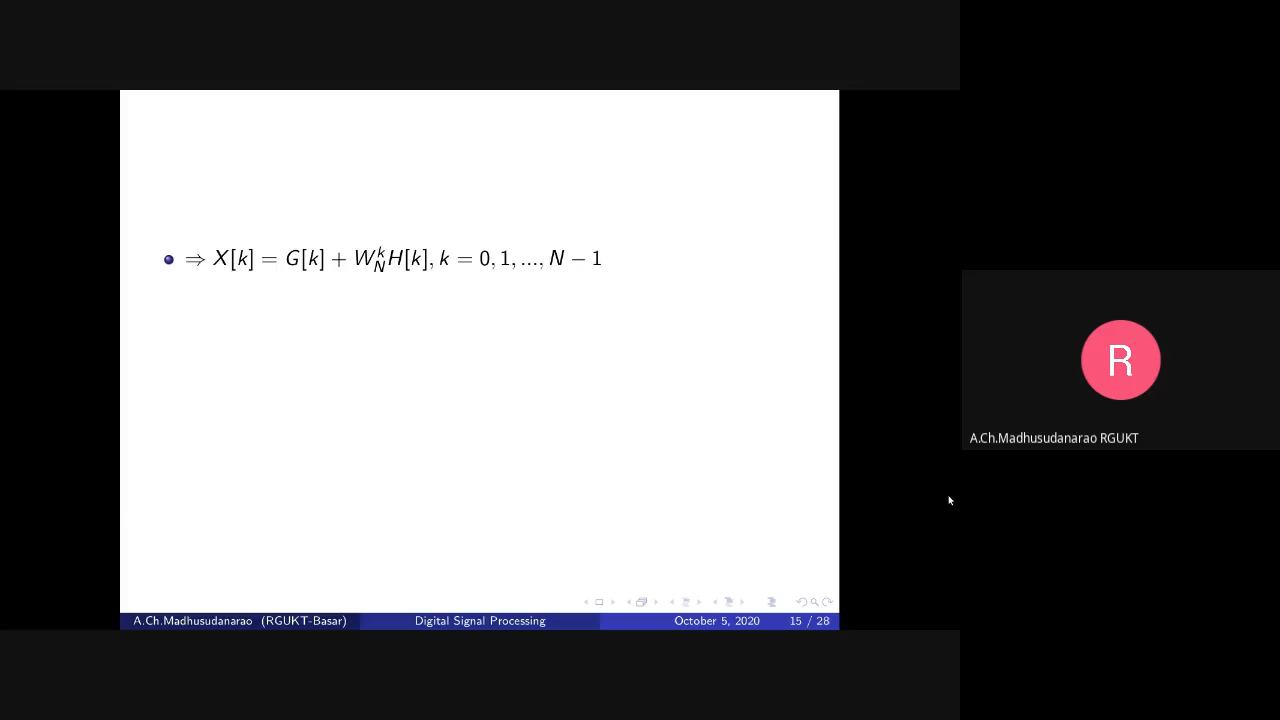 ⇒ X[k] = G[k] + W_N^k H[k], k = 0, 1, ..., N − 1
R
A.Ch.Madhusudanarao RGUKT
A.Ch.Madhusudanarao (RGUKT-Basar) Digital Signal Processing October 5, 2020 15 / 28